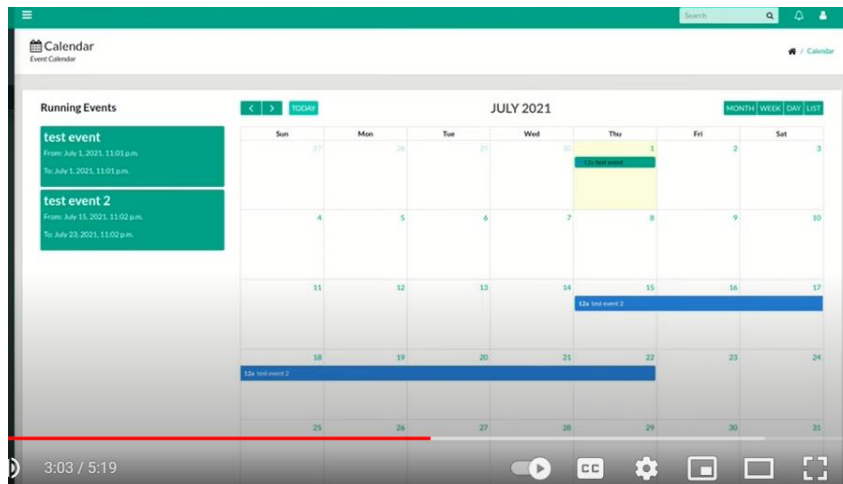 Search
Calendar
Event Calendar
/ Calendar
Running Events
test event
From: July 1, 2021, 11:01 p.m.
To: July 1, 2021, 11:01 p.m.
test event 2
From: July 15, 2021, 11:02 p.m.
To: July 23, 2021, 11:02 p.m.
TODAY
JULY 2021
MONTH WEEK DAY LIST
Sun Mon Tue Wed Thu Fri Sat
27 28 29 30 1 2 3
12a test event
4 5 6 7 8 9 10
11 12 13 14 15 16 17
12a test event 2
18 19 20 21 22 23 24
12a test event 2
25 26 27 28 29 30 31
3:03 / 5:19
CC